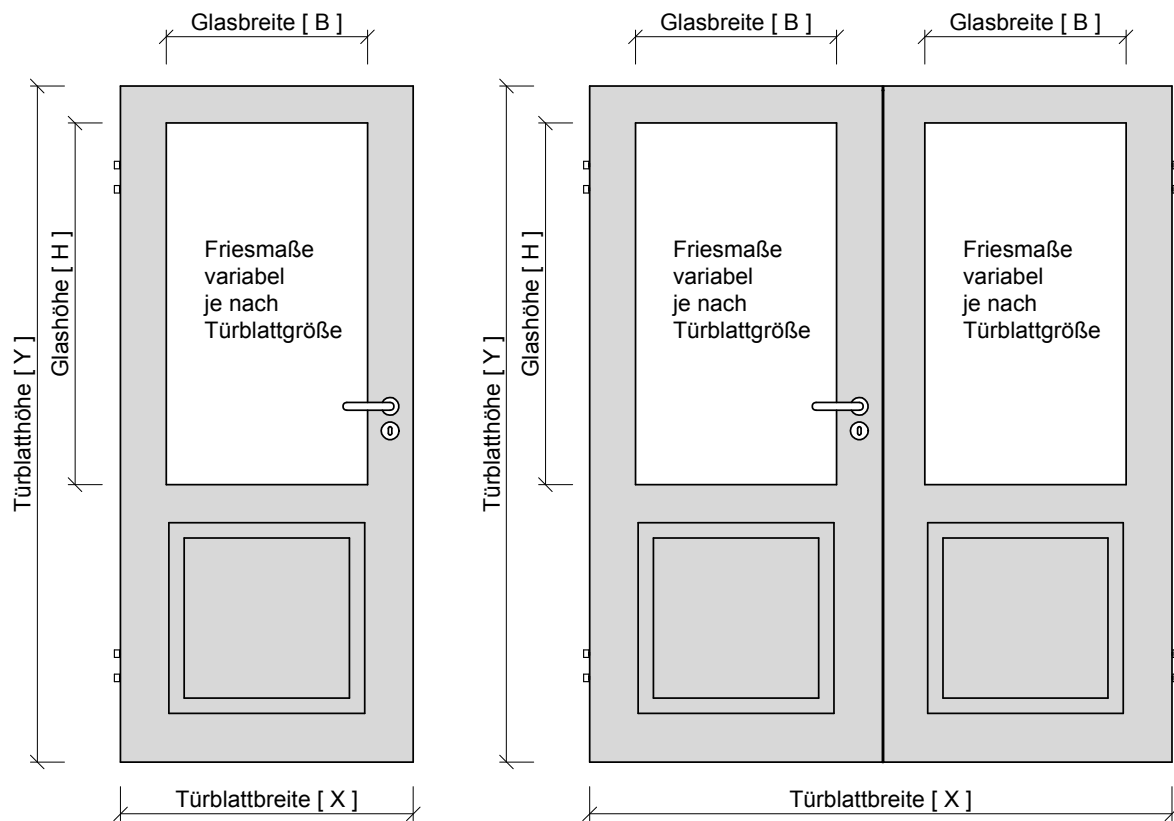 Glasbreite [ B ]
Glasbreite [ B ]
Glasbreite [ B ]
Türblatthöhe [ Y ]
Glashöhe [ H ]
Friesmaße
variabel
je nach
Türblattgröße
Türblatthöhe [ Y ]
Glashöhe [ H ]
Friesmaße
variabel
je nach
Türblattgröße
Friesmaße
variabel
je nach
Türblattgröße
Türblattbreite [ X ]
Türblattbreite [ X ]